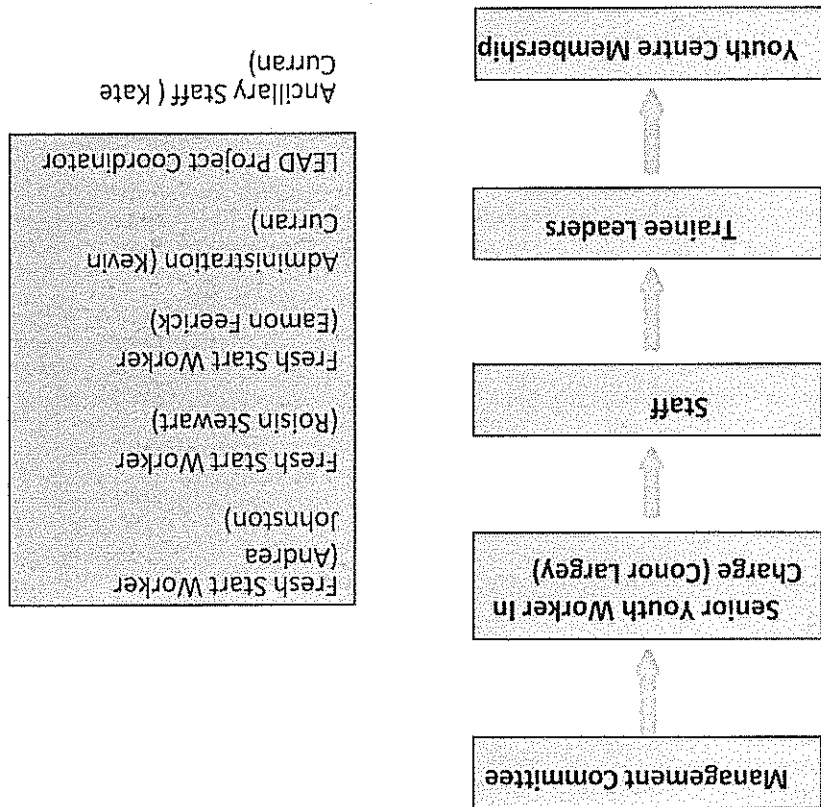 Management Committee
Senior Youth Worker In
Charge (Conor Largey)
Staff
Trainee Leaders
Youth Centre Membership
Fresh Start Worker
(Andrea
Johnston)
Fresh Start Worker
(Roisin Stewart)
Fresh Start Worker
(Eamon Feerick)
Administration (Kevin
Curran)
LEAD Project Coordinator
Ancillary Staff ( Kate
Curran)